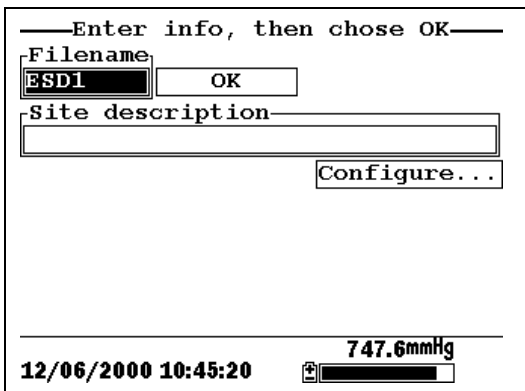 Enter info, then chose OK
Filename
ESD1 OK
Site description
Configure...
747.6mmHg
12/06/2000 10:45:20